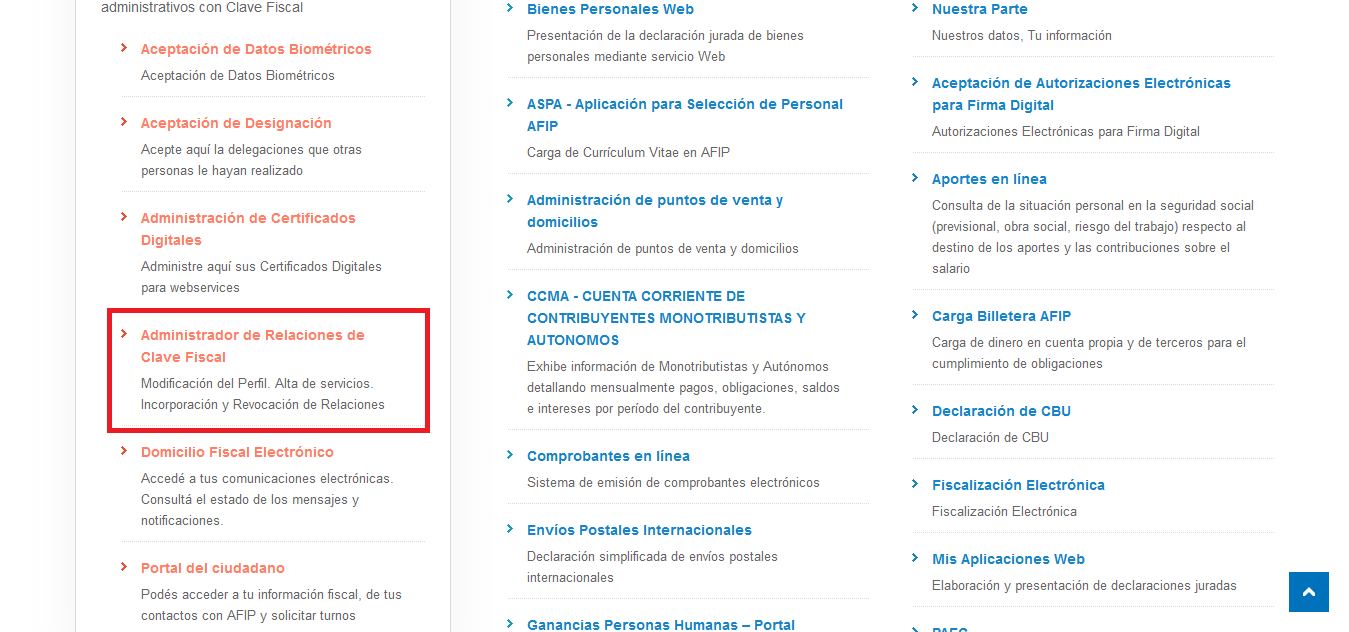 administrativos con Clave Fiscal
Aceptación de Datos Biométricos
Aceptación de Datos Biométricos
Aceptación de Designación
Acepte aquí la delegaciones que otras
personas le hayan realizado
Administración de Certificados
Digitales
Administre aquí sus Certificados Digitales
para webservices
Administrador de Relaciones de
Clave Fiscal
Modificación del Perfil. Alta de servicios.
Incorporación y Revocación de Relaciones
Domicilio Fiscal Electrónico
Accedé a tus comunicaciones electrónicas.
Consultá el estado de los mensajes y
notificaciones.
Portal del ciudadano
Podés acceder a tu información fiscal, de tus
contactos con AFIP y solicitar turnos
Bienes Personales Web
Presentación de la declaración jurada de bienes
personales mediante servicio Web
ASPA - Aplicación para Selección de Personal
AFIP
Carga de Currículum Vitae en AFIP
Administración de puntos de venta y
domicilios
Administración de puntos de venta y domicilios
CCMA - CUENTA CORRIENTE DE
CONTRIBUYENTES MONOTRIBUTISTAS Y
AUTONOMOS
Exhibe información de Monotributistas y Autónomos
detallando mensualmente pagos, obligaciones, saldos
e intereses por período del contribuyente.
Comprobantes en línea
Sistema de emisión de comprobantes electrónicos
Envíos Postales Internacionales
Declaración simplificada de envíos postales
internacionales
Ganancias Personas Humanas – Portal
Nuestra Parte
Nuestros datos, Tu información
Aceptación de Autorizaciones Electrónicas
para Firma Digital
Autorizaciones Electrónicas para Firma Digital
Aportes en línea
Consulta de la situación personal en la seguridad social
(previsional, obra social, riesgo del trabajo) respecto al
destino de los aportes y las contribuciones sobre el
salario
Carga Billetera AFIP
Carga de dinero en cuenta propia y de terceros para el
cumplimiento de obligaciones
Declaración de CBU
Declaración de CBU
Fiscalización Electrónica
Fiscalización Electrónica
Mis Aplicaciones Web
Elaboración y presentación de declaraciones juradas